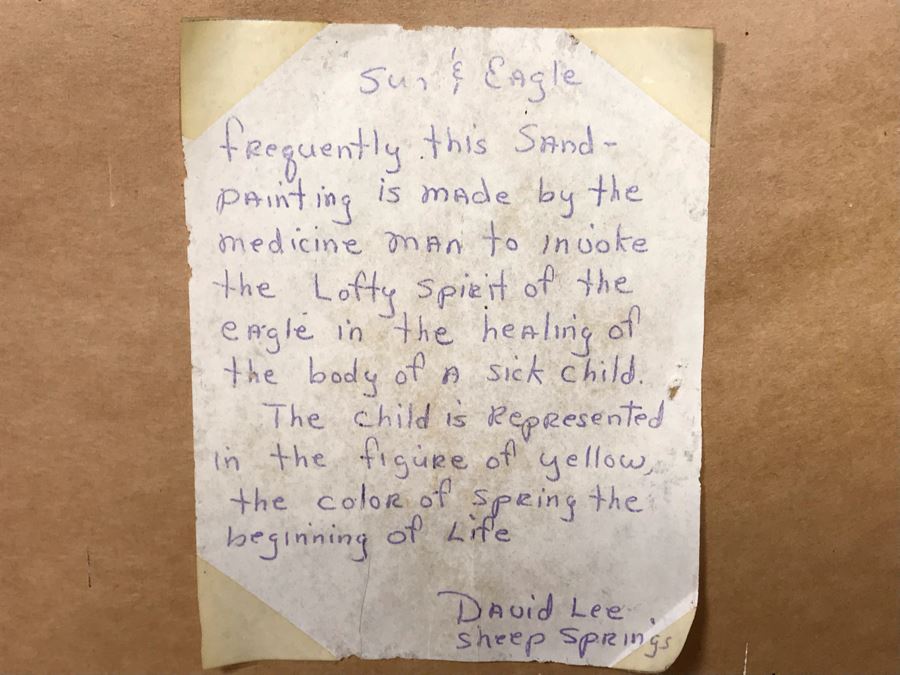 Sun & Eagle
frequently this Sand-
painting is made by the
medicine man to invoke
the Lofty spirit of the
eagle in the healing of
the body of a sick child.
The child is Represented
in the figure of yellow,
the color of spring the
beginning of Life
David Lee
Sheep Springs